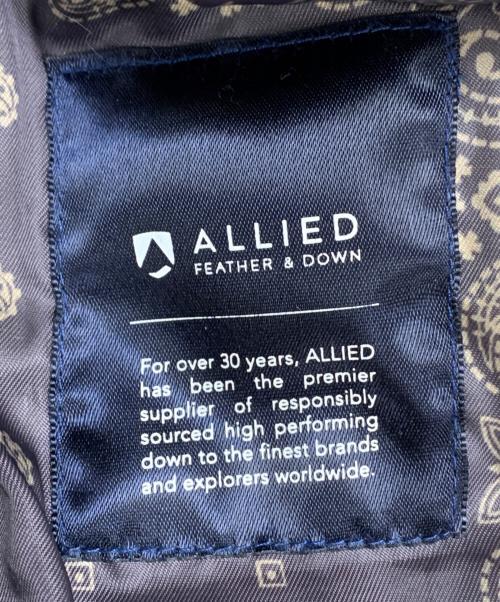 ALLIED
FEATHER & DOWN
For over 30 years, ALLIED
has been the premier
supplier of responsibly
sourced high performing
down to the finest brands
and explorers worldwide.